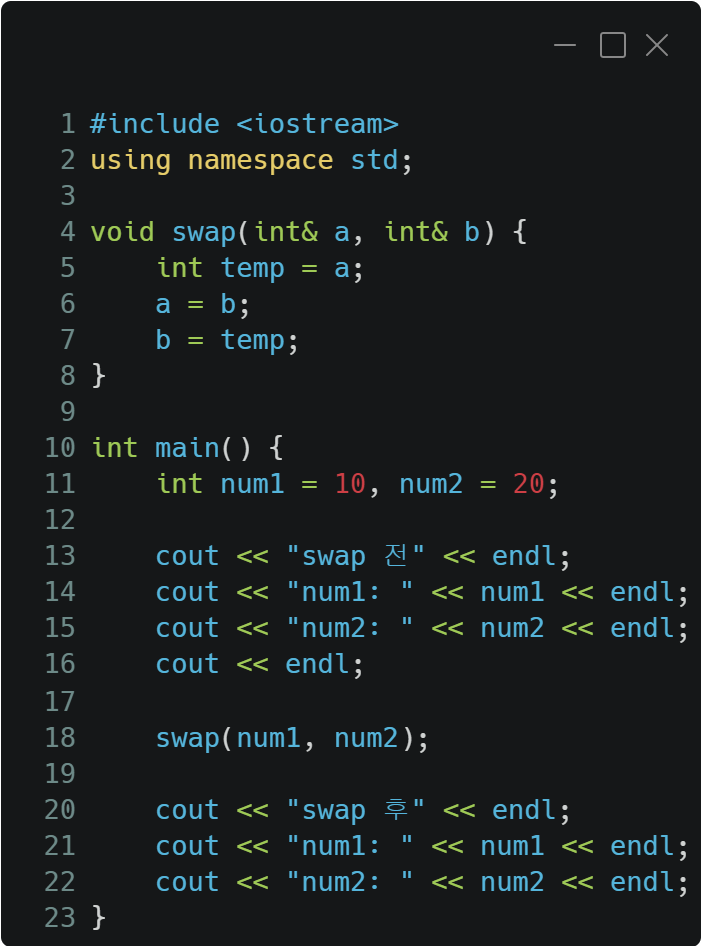 1 #include <iostream>
2 using namespace std;
3
4 void swap(int& a, int& b) {
5     int temp = a;
6     a = b;
7     b = temp;
8 }
9
10 int main() {
11     int num1 = 10, num2 = 20;
12
13     cout << "swap 전" << endl;
14     cout << "num1: " << num1 << endl;
15     cout << "num2: " << num2 << endl;
16     cout << endl;
17
18     swap(num1, num2);
19
20     cout << "swap 후" << endl;
21     cout << "num1: " << num1 << endl;
22     cout << "num2: " << num2 << endl;
23 }